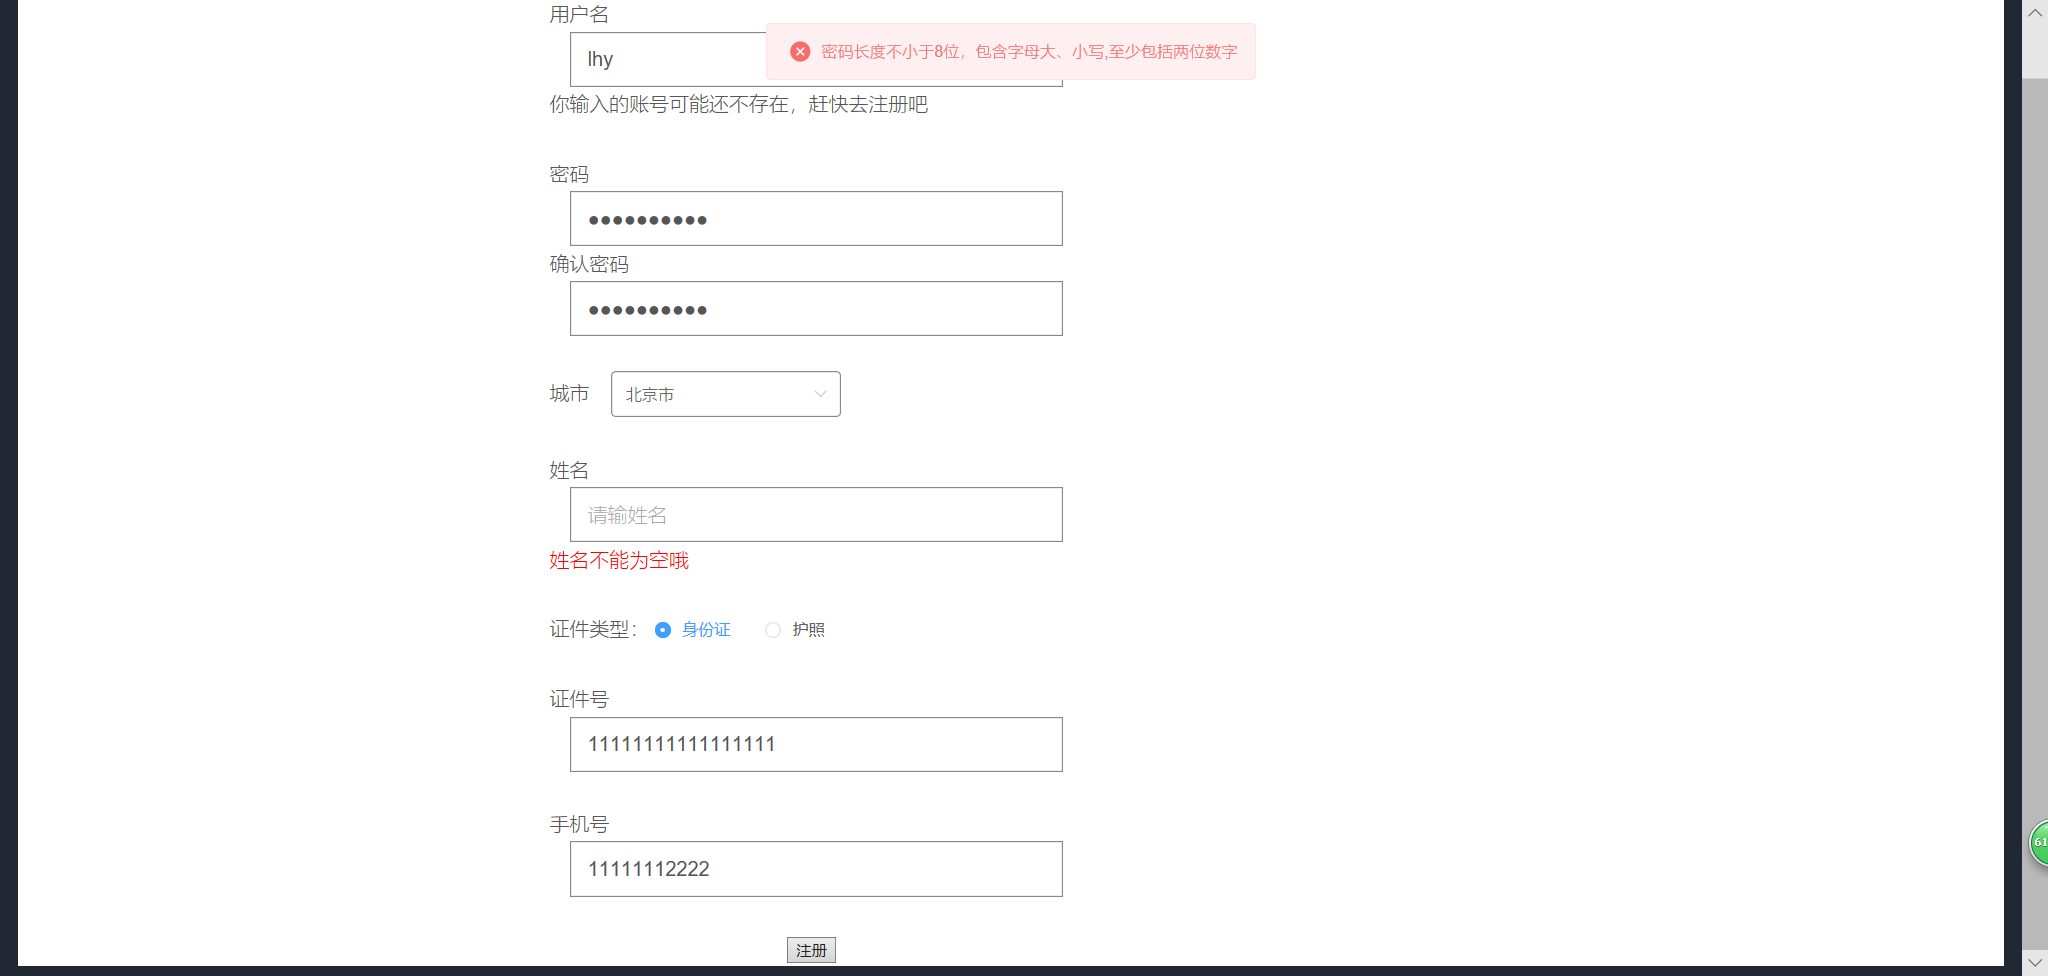 用户名
lhy
密码长度不小于8位，包含字母大、小写,至少包括两位数字
你输入的账号可能还不存在，赶快去注册吧
密码
●●●●●●●●●●
确认密码
●●●●●●●●●●
城市 北京市
姓名
请输姓名
姓名不能为空哦
证件类型： 身份证 护照
证件号
11111111111111111
手机号
11111112222
注册
61